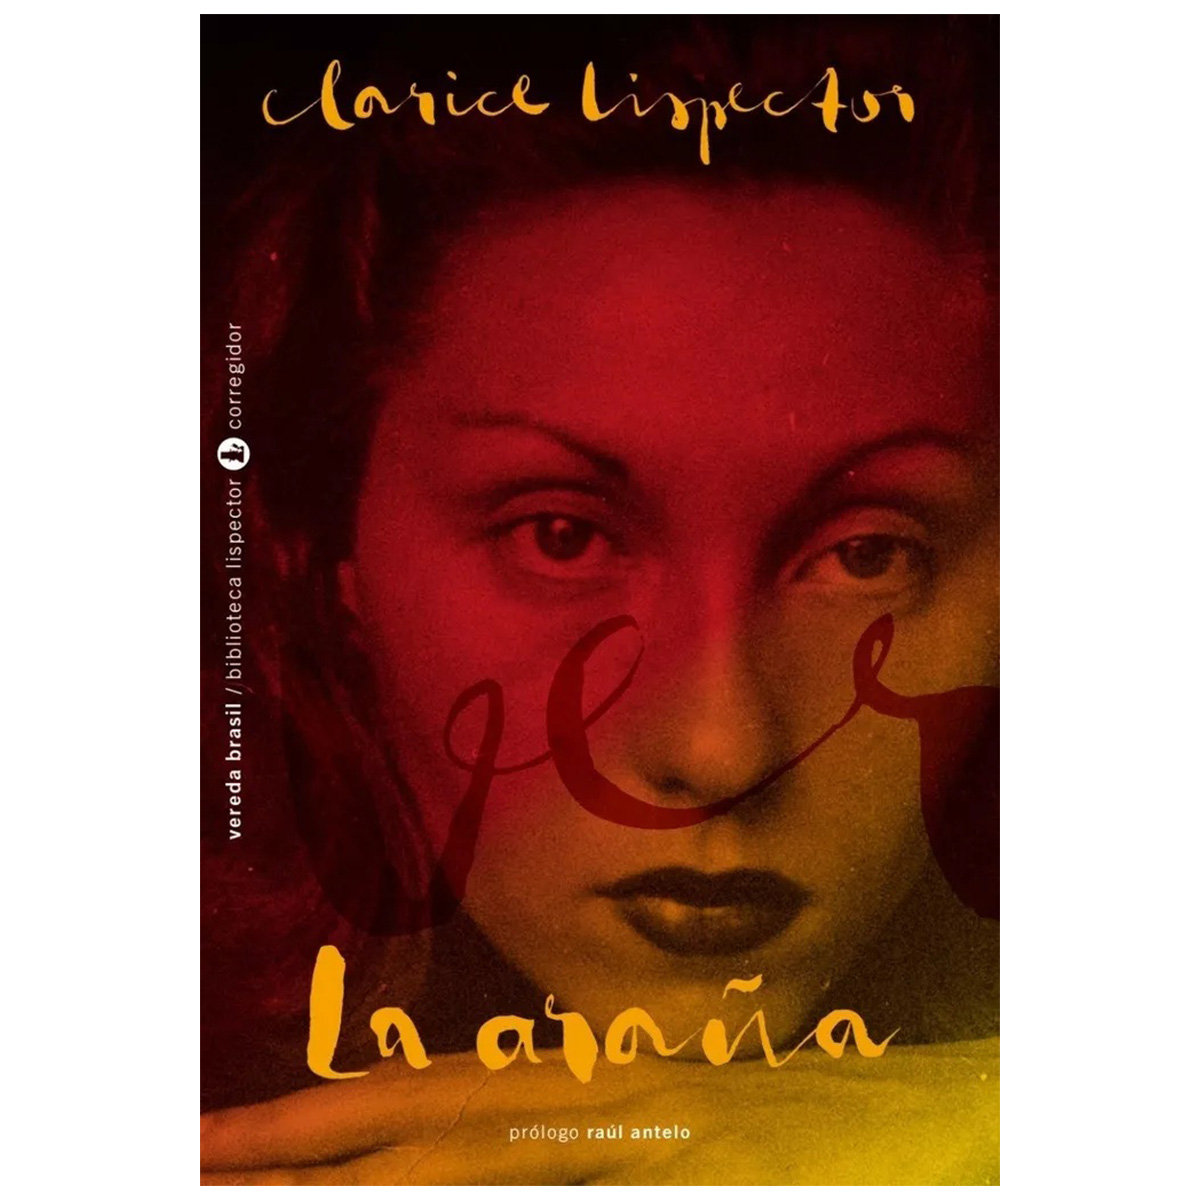 clarice lispector
vereda brasil / biblioteca lispector corregidor
La araña
prólogo raúl antelo